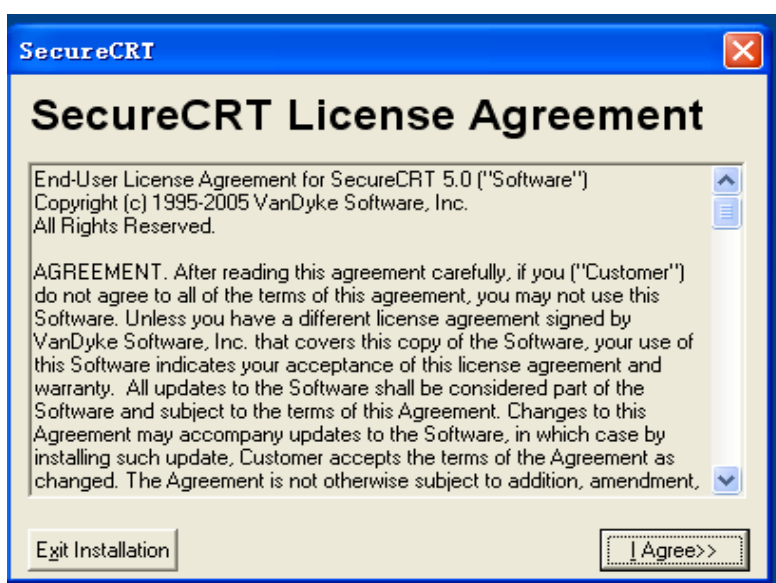 SecureCRT
SecureCRT License Agreement
End-User License Agreement for SecureCRT 5.0 ("Software")
Copyright (c) 1995-2005 VanDyke Software, Inc.
All Rights Reserved.
AGREEMENT. After reading this agreement carefully, if you ("Customer")
do not agree to all of the terms of this agreement, you may not use this
Software. Unless you have a different license agreement signed by
VanDyke Software, Inc. that covers this copy of the Software, your use of
this Software indicates your acceptance of this license agreement and
warranty.  All updates to the Software shall be considered part of the
Software and subject to the terms of this Agreement. Changes to this
Agreement may accompany updates to the Software, in which case by
installing such update, Customer accepts the terms of the Agreement as
changed. The Agreement is not otherwise subject to addition, amendment,
Exit Installation
I Agree>>